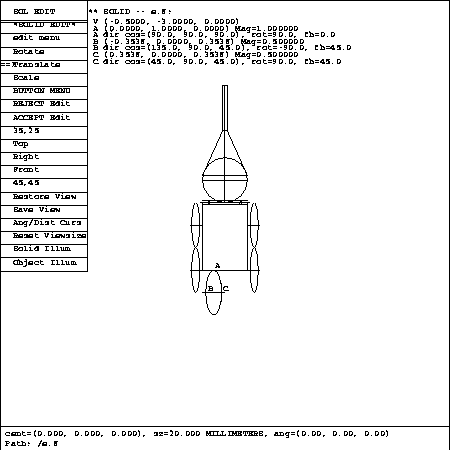 SOL EDIT
*SOLID EDIT*
edit menu
Rotate
==Translate
Scale
BUTTON MENU
REJECT Edit
ACCEPT Edit
35,25
Top
Right
Front
45,45
Restore View
Save View
Ang/Dist Curs
Reset Viewsize
Solid Illum
Object Illum
** SOLID -- s.8:
V (-0.5000, -3.0000, 0.0000)
A (0.0000, 1.0000, 0.0000) Mag=1.000000
A dir cos=(90.0, 90.0, 90.0), rot=90.0, fb=0.0
B (-0.3536, 0.0000, 0.3536) Mag=0.500000
B dir cos=(135.0, 90.0, 45.0), rot=-90.0, fb=45.0
C (0.3536, 0.0000, 0.3536) Mag=0.500000
C dir cos=(45.0, 90.0, 45.0), rot=90.0, fb=45.0
A
B C
cent=(0.000, 0.000, 0.000), sz=20.000 MILLIMETERS, ang=(0.00, 0.00, 0.00)
Path: /s.8